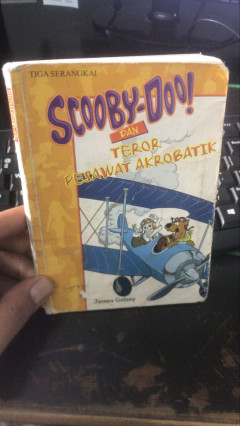 TIGA SERANGKAI
SCOOBY-DOO!
DAN
TEROR
PESAWAT AKROBATIK
James Gelsey